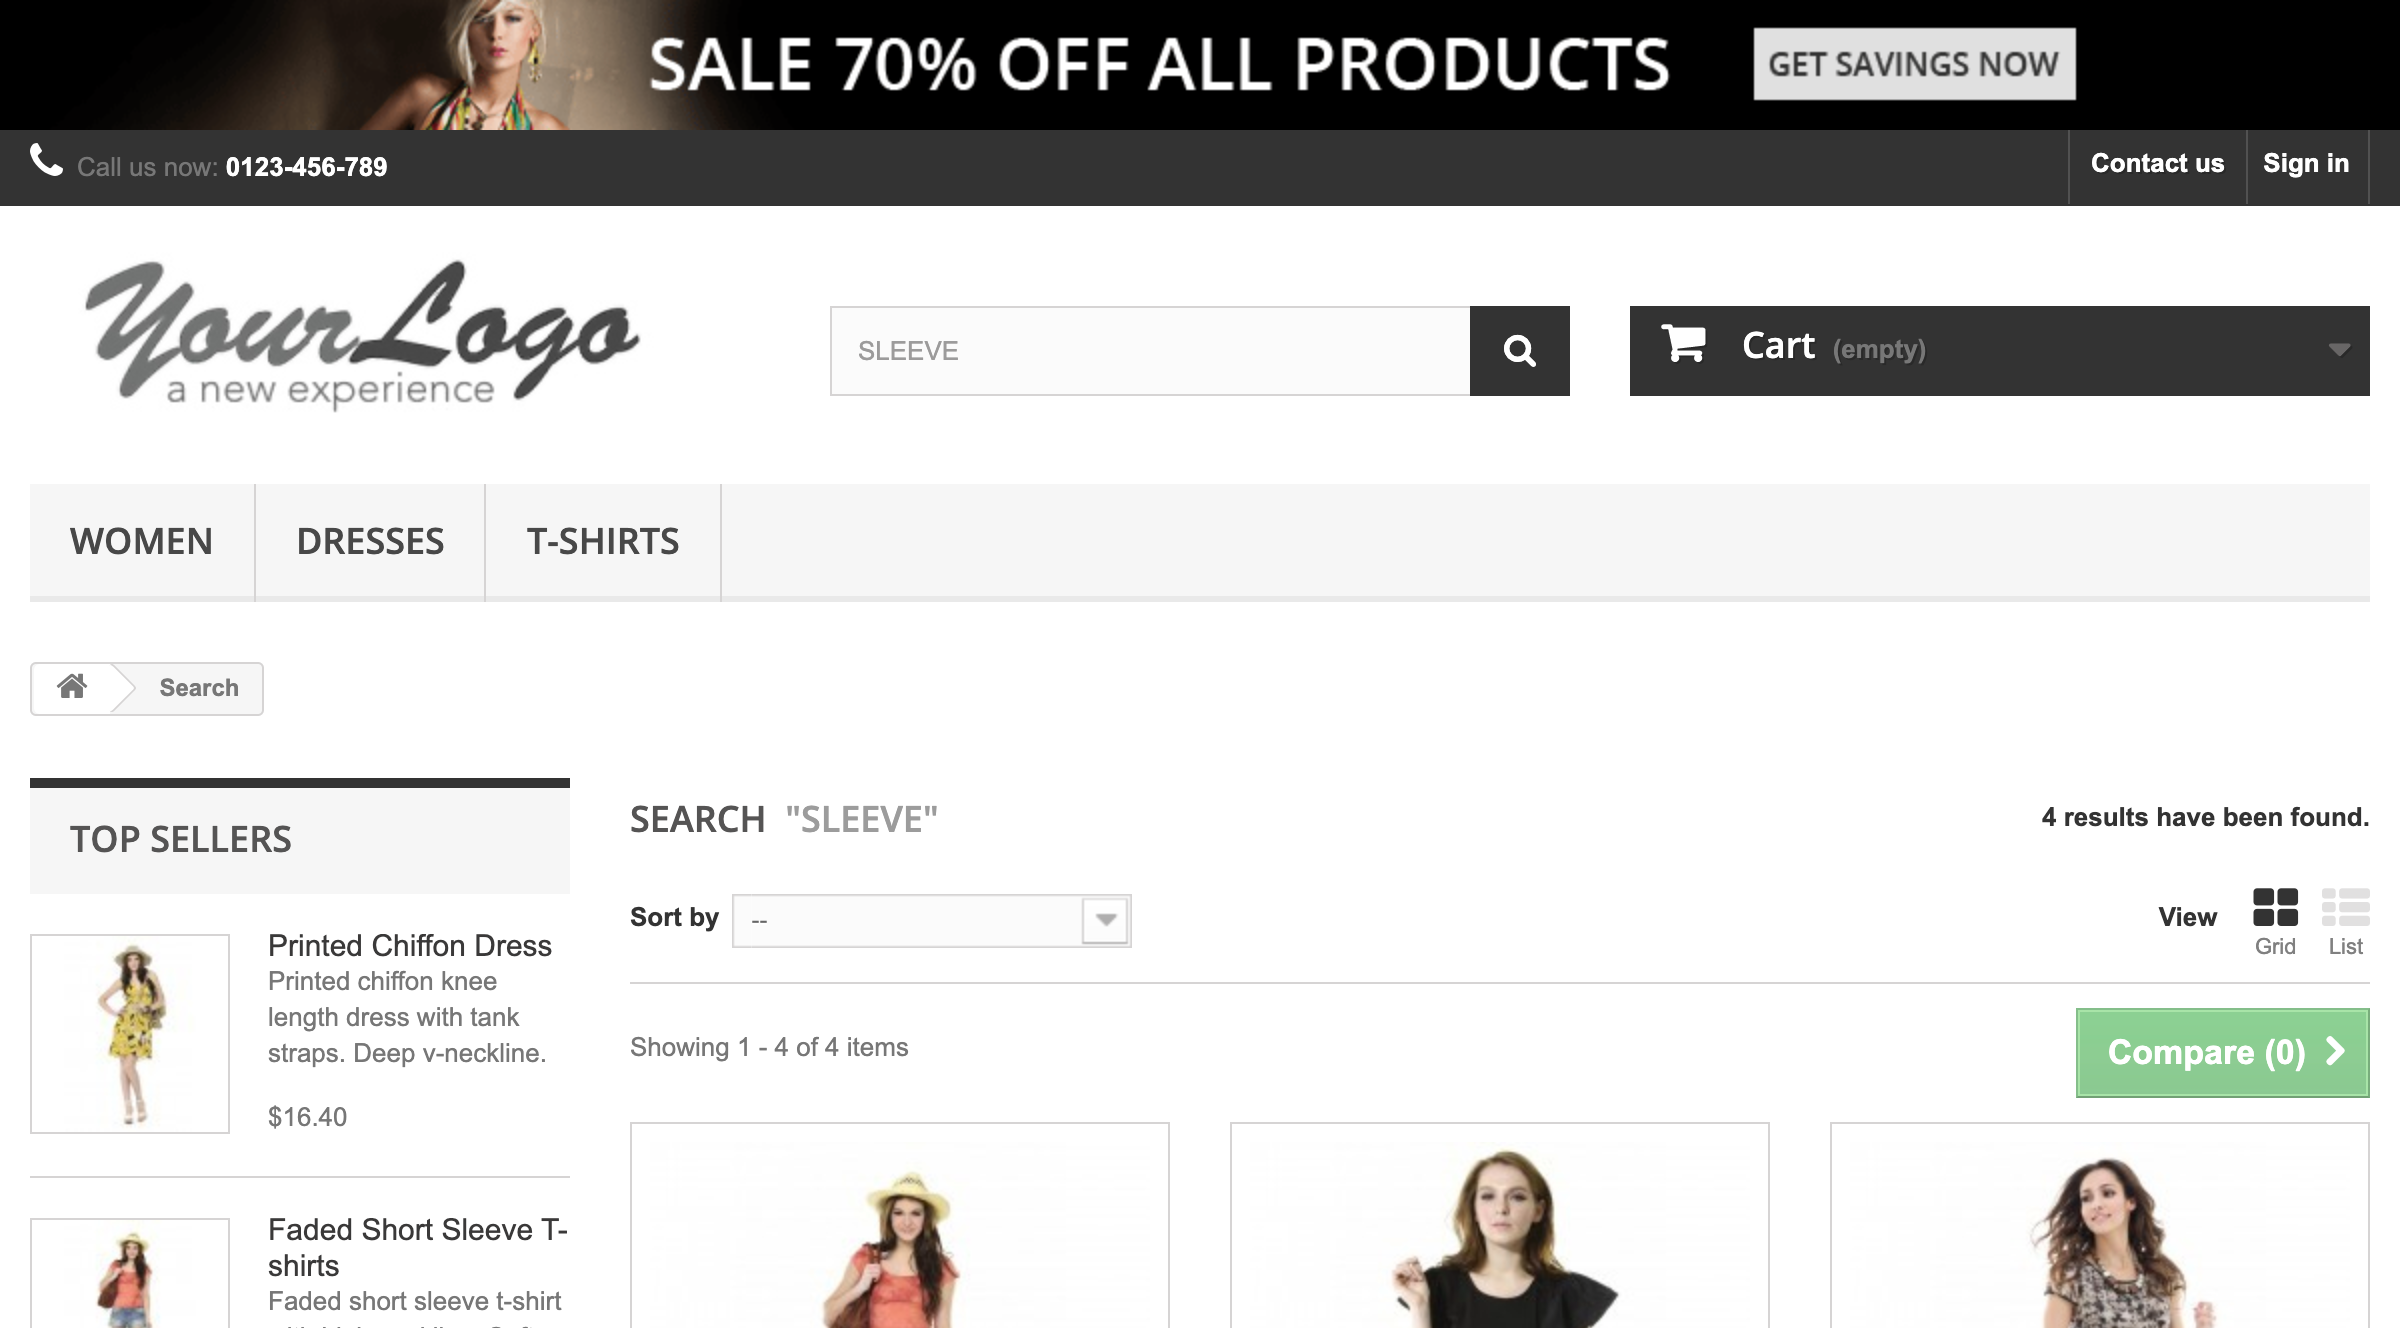 SALE 70% OFF ALL PRODUCTS
GET SAVINGS NOW
Call us now: 0123-456-789
Contact us
Sign in
YourLogo
a new experience
SLEEVE
Cart (empty)
WOMEN
DRESSES
T-SHIRTS
Search
TOP SELLERS
Printed Chiffon Dress
Printed chiffon knee
length dress with tank
straps. Deep v-neckline.
$16.40
Faded Short Sleeve T-
shirts
Faded short sleeve t-shirt
SEARCH "SLEEVE"
4 results have been found.
Sort by
--
View
Grid
List
Showing 1 - 4 of 4 items
Compare (0)